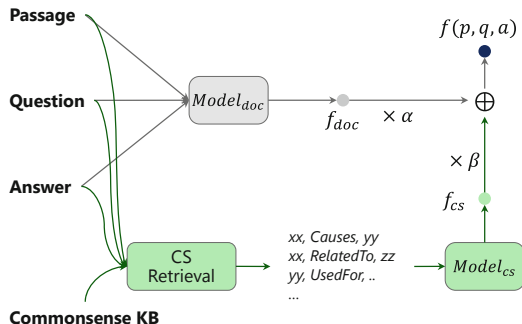 Passage
f(p, q, a)
Question
Model_doc
f_doc
× α
⊕
× β
Answer
f_cs
CS
Retrieval
xx, Causes, yy
xx, RelatedTo, zz
yy, UsedFor, ..
...
Model_cs
Commonsense KB